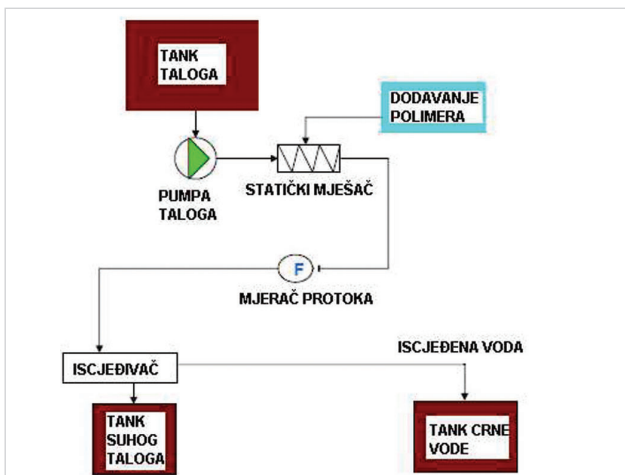 TANK
TALOGA
DODAVANJE
POLIMERA
STATIČKI MJEŠAČ
PUMPA
TALOGA
F
MJERAČ PROTOKA
ISCJEĐENA VODA
ISCJEĐIVAČ
TANK
SUHOG
TALOGA
TANK CRNE
VODE